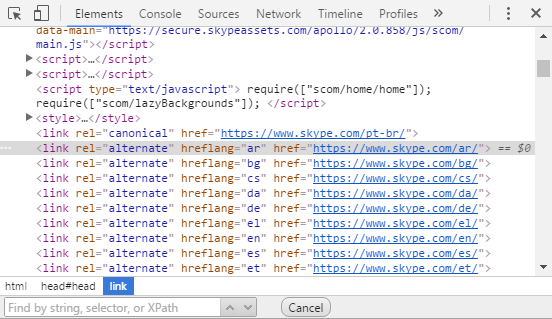 Elements Console Sources Network Timeline Profiles »
data-main="https://secure.skypeassets.com/apollo/2.0.858/js/scom/
main.js"></script>
<script>…</script>
<script>…</script>
<script type="text/javascript"> require(["scom/home/home"]);
require(["scom/lazyBackgrounds"]); </script>
<style>…</style>
<link rel="canonical" href="https://www.skype.com/pt-br/">
… <link rel="alternate" hreflang="ar" href="https://www.skype.com/ar/"> == $0
<link rel="alternate" hreflang="bg" href="https://www.skype.com/bg/">
<link rel="alternate" hreflang="cs" href="https://www.skype.com/cs/">
<link rel="alternate" hreflang="da" href="https://www.skype.com/da/">
<link rel="alternate" hreflang="de" href="https://www.skype.com/de/">
<link rel="alternate" hreflang="el" href="https://www.skype.com/el/">
<link rel="alternate" hreflang="en" href="https://www.skype.com/en/">
<link rel="alternate" hreflang="es" href="https://www.skype.com/es/">
<link rel="alternate" hreflang="et" href="https://www.skype.com/et/">
html head#head link
Find by string, selector, or XPath Cancel